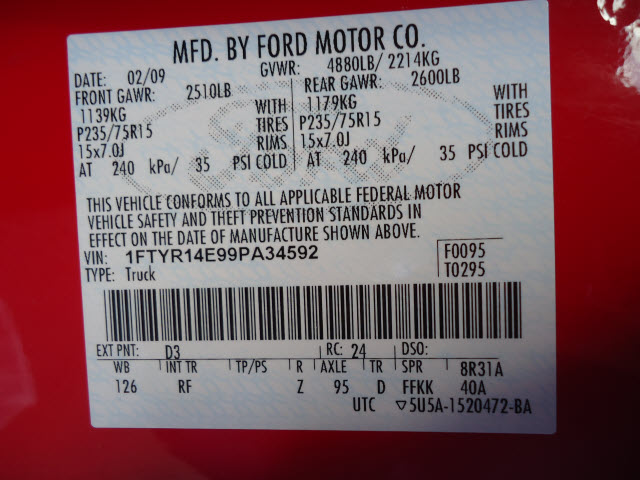 MFD. BY FORD MOTOR CO.
DATE: 02/09 GVWR: 4880LB/ 2214KG
FRONT GAWR: 2510LB REAR GAWR: 2600LB
1139KG WITH 1179KG WITH
P235/75R15 TIRES P235/75R15 TIRES
15x7.0J RIMS 15x7.0J RIMS
AT 240 kPa/ 35 PSI COLD AT 240 kPa/ 35 PSI COLD
Ford
THIS VEHICLE CONFORMS TO ALL APPLICABLE FEDERAL MOTOR
VEHICLE SAFETY AND THEFT PREVENTION STANDARDS IN
EFFECT ON THE DATE OF MANUFACTURE SHOWN ABOVE.
VIN: 1FTYR14E99PA34592 F0095
TYPE: Truck T0295
EXT PNT: D3 RC: 24 DSO:
WB INT TR TP/PS R AXLE TR SPR 8R31A
126 RF Z 95 D FFKK 40A
UTC ▽5U5A-1520472-BA